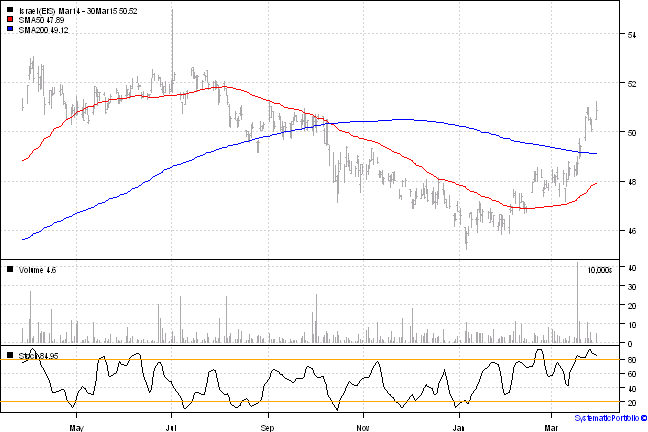 Israel(EIS) Mar14 - 30Mar15 50.52
SMA50 47.89
SMA200 49.12
54
52
50
48
46
Volume 4.6
10,000s
40
30
20
10
0
Stoch 84.95
80
60
40
20
May
Jul
Sep
Nov
Jan
Mar
SystematicPortfolio ©